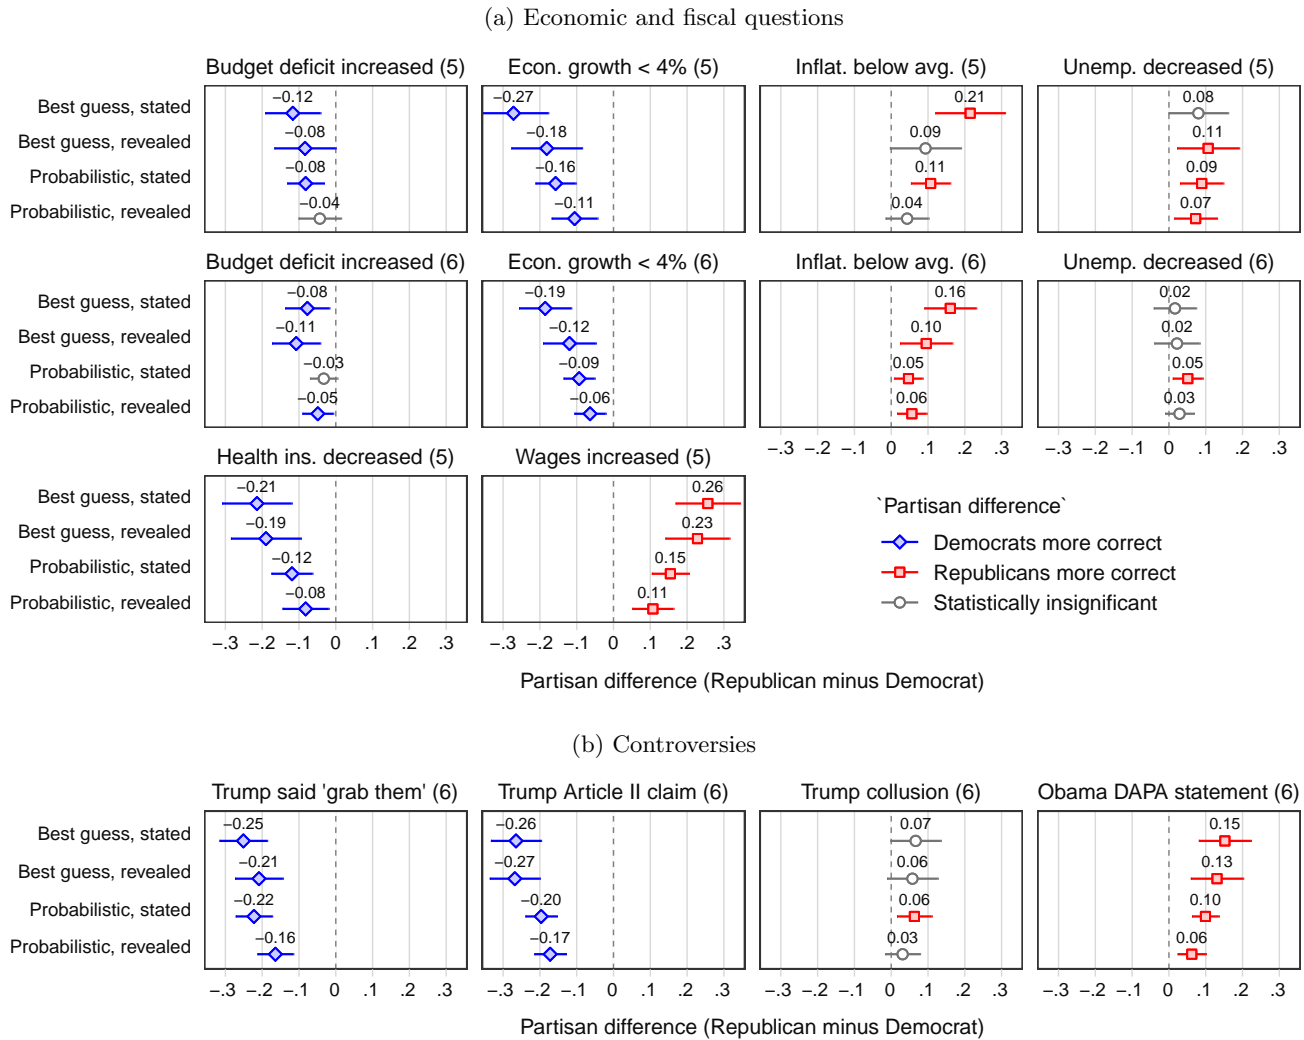 (a) Economic and fiscal questions
Budget deficit increased (5)
Econ. growth < 4% (5)
Inflat. below avg. (5)
Unemp. decreased (5)
Best guess, stated
−0.12
−0.27
0.21
0.08
Best guess, revealed
−0.08
−0.18
0.09
0.11
Probabilistic, stated
−0.08
−0.16
0.11
0.09
Probabilistic, revealed
−0.04
−0.11
0.04
0.07
Budget deficit increased (6)
Econ. growth < 4% (6)
Inflat. below avg. (6)
Unemp. decreased (6)
Best guess, stated
−0.08
−0.19
0.16
0.02
Best guess, revealed
−0.11
−0.12
0.10
0.02
Probabilistic, stated
−0.03
−0.09
0.05
0.05
Probabilistic, revealed
−0.05
−0.06
0.06
0.03
−.3 −.2 −.1 0 .1 .2 .3
−.3 −.2 −.1 0 .1 .2 .3
Health ins. decreased (5)
Wages increased (5)
Best guess, stated
−0.21
0.26
Best guess, revealed
−0.19
0.23
Probabilistic, stated
−0.12
0.15
Probabilistic, revealed
−0.08
0.11
−.3 −.2 −.1 0 .1 .2 .3
−.3 −.2 −.1 0 .1 .2 .3
`Partisan difference`
Democrats more correct
Republicans more correct
Statistically insignificant
Partisan difference (Republican minus Democrat)
(b) Controversies
Trump said 'grab them' (6)
Trump Article II claim (6)
Trump collusion (6)
Obama DAPA statement (6)
Best guess, stated
−0.25
−0.26
0.07
0.15
Best guess, revealed
−0.21
−0.27
0.06
0.13
Probabilistic, stated
−0.22
−0.20
0.06
0.10
Probabilistic, revealed
−0.16
−0.17
0.03
0.06
−.3 −.2 −.1 0 .1 .2 .3
−.3 −.2 −.1 0 .1 .2 .3
−.3 −.2 −.1 0 .1 .2 .3
−.3 −.2 −.1 0 .1 .2 .3
Partisan difference (Republican minus Democrat)